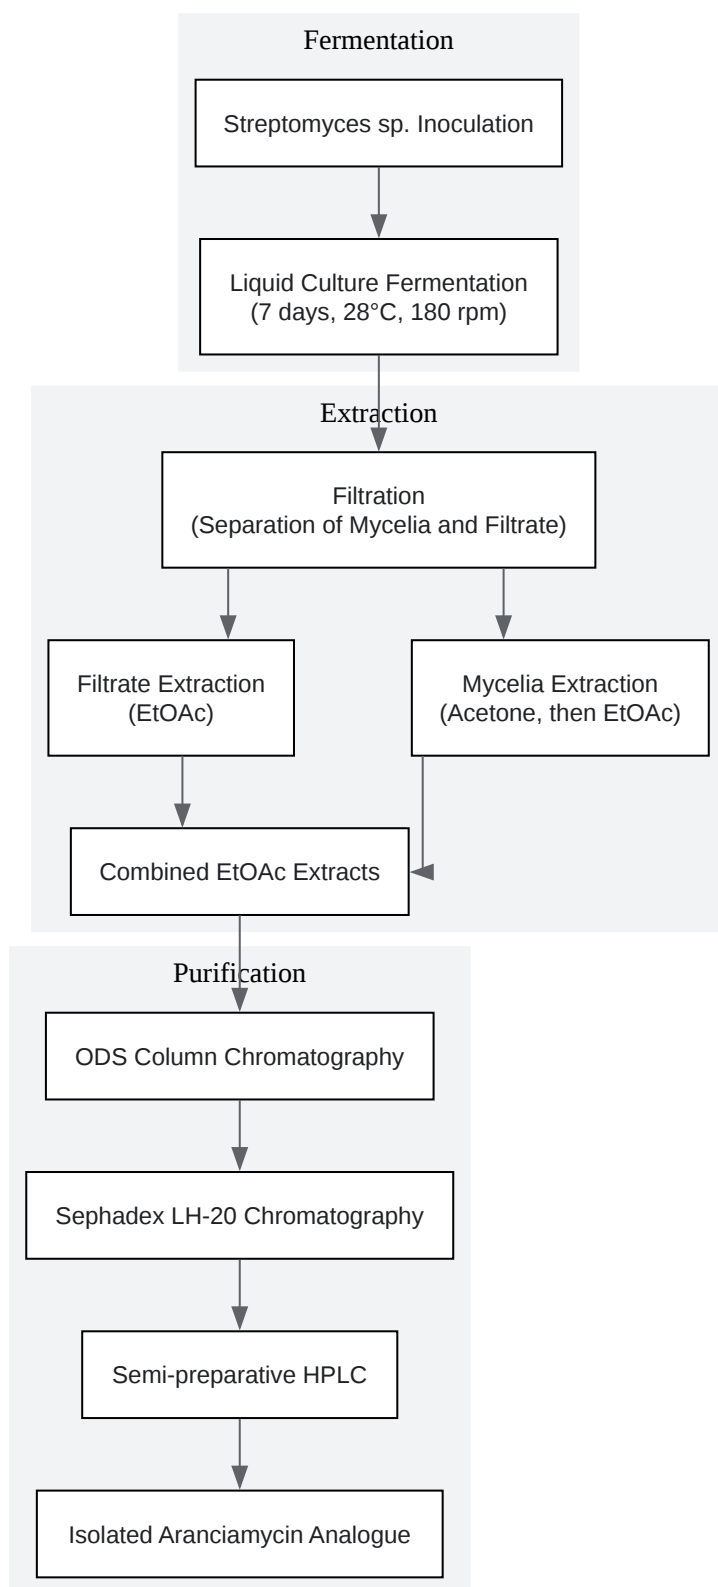 Fermentation
Streptomyces sp. Inoculation
Liquid Culture Fermentation
(7 days, 28°C, 180 rpm)
Extraction
Filtration
(Separation of Mycelia and Filtrate)
Filtrate Extraction
(EtOAc)
Mycelia Extraction
(Acetone, then EtOAc)
Combined EtOAc Extracts
Purification
ODS Column Chromatography
Sephadex LH-20 Chromatography
Semi-preparative HPLC
Isolated Aranciamycin Analogue